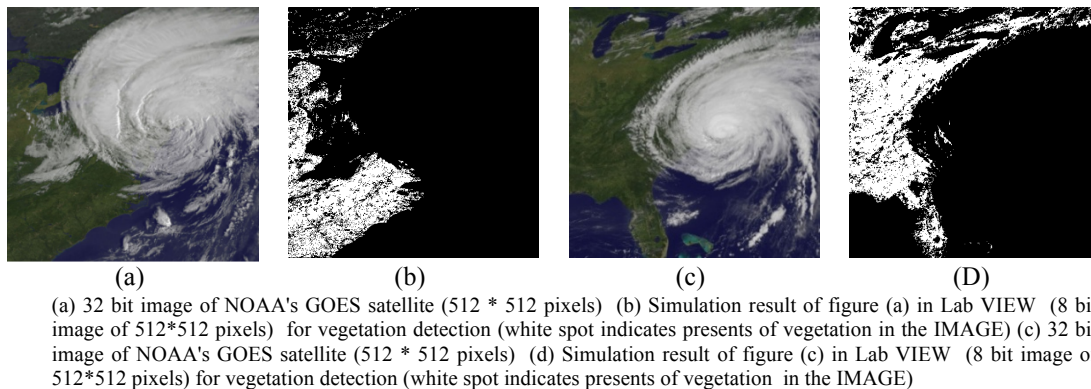 (a) (b) (c) (D)
(a) 32 bit image of NOAA's GOES satellite (512 * 512 pixels) (b) Simulation result of figure (a) in Lab VIEW (8 bit
image of 512*512 pixels) for vegetation detection (white spot indicates presents of vegetation in the IMAGE) (c) 32 bit
image of NOAA's GOES satellite (512 * 512 pixels) (d) Simulation result of figure (c) in Lab VIEW (8 bit image of
512*512 pixels) for vegetation detection (white spot indicates presents of vegetation in the IMAGE)